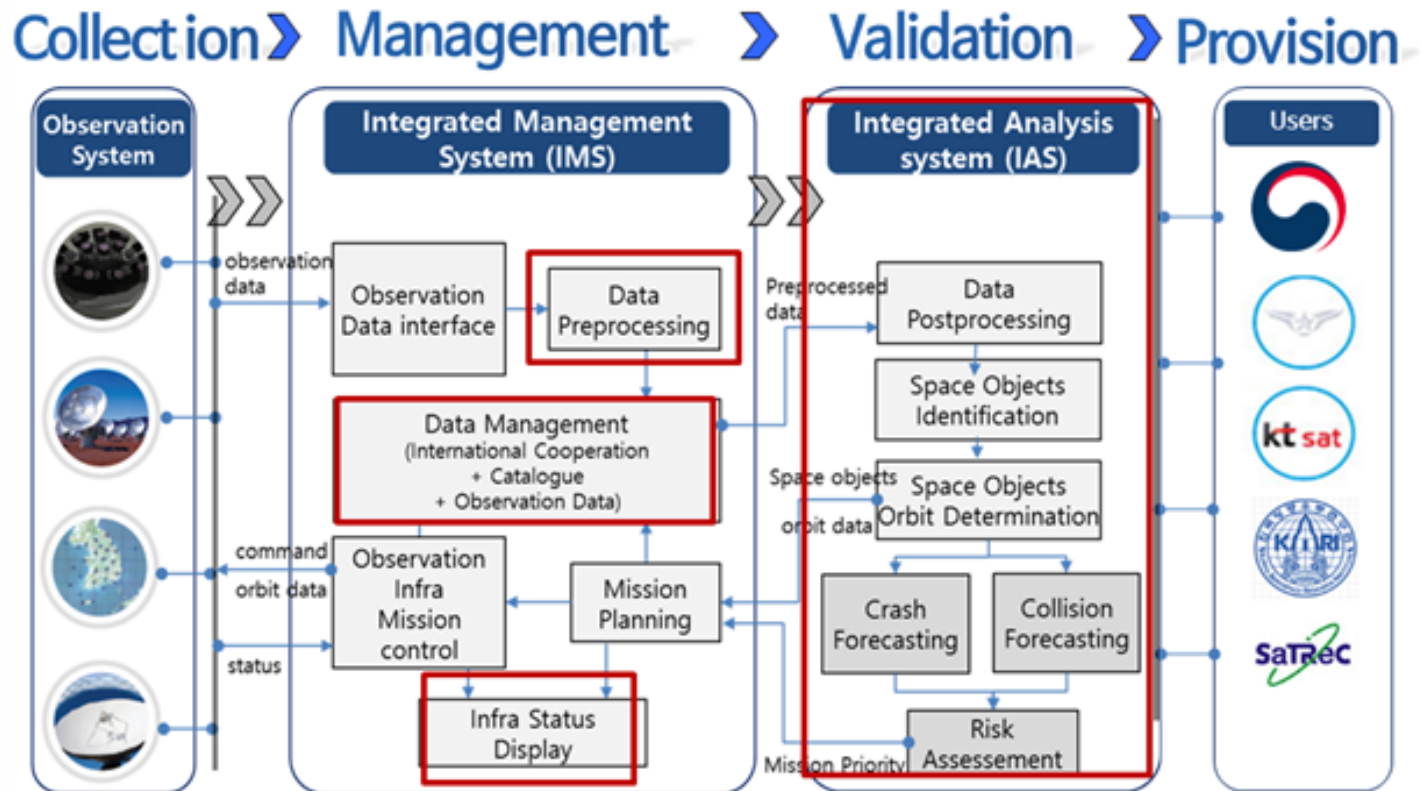 Collection
Management
Validation
Provision
Observation
System
Integrated Management
System (IMS)
Integrated Analysis
system (IAS)
Users
observation
data
Observation
Data interface
Data
Preprocessing
Preprocessed
data
Data
Postprocessing
Data Management
(International Cooperation
+ Catalogue
+ Observation Data)
Space Objects
Identification
Space objects
orbit data
Space Objects
Orbit Determination
command
orbit data
status
Observation
Infra
Mission
control
Mission
Planning
Crash
Forecasting
Collision
Forecasting
Infra Status
Display
Mission Priority
Risk
Assessment
kt sat
KARI
SaTReC